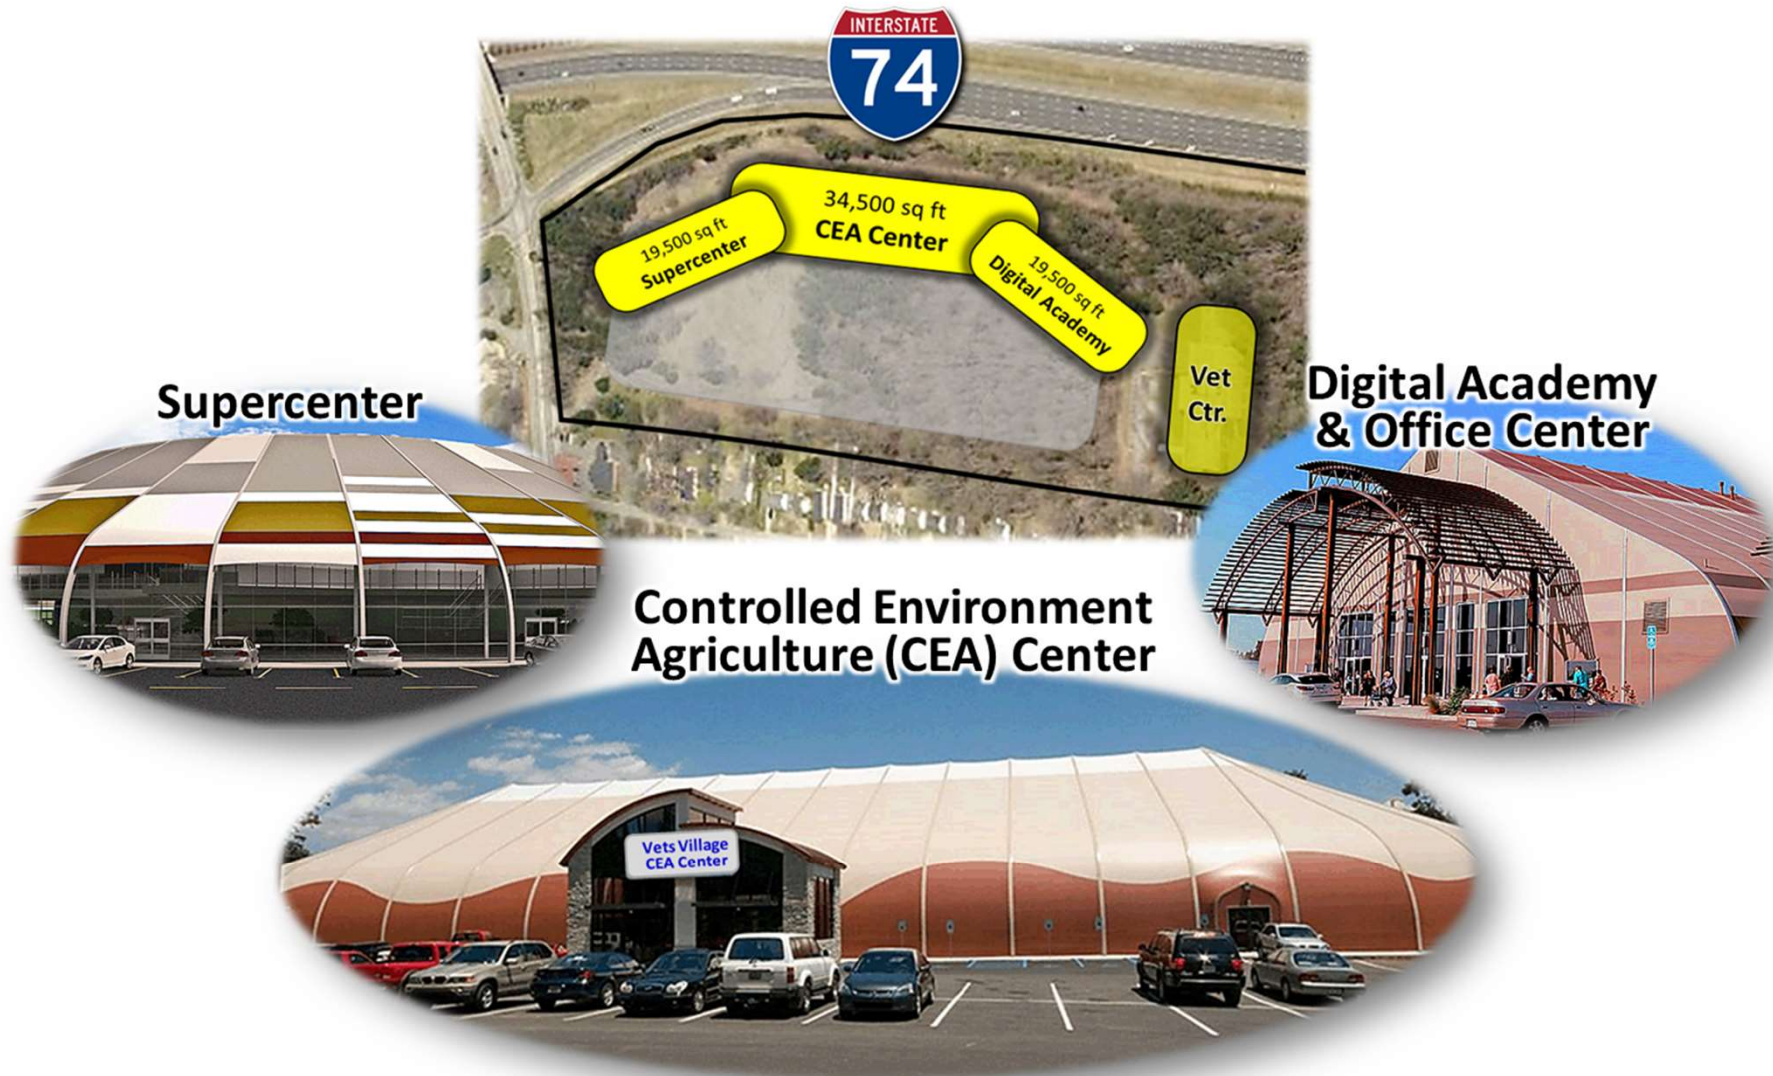 INTERSTATE
74
34,500 sq ft
CEA Center
19,500 sq ft
Supercenter
19,500 sq ft
Digital Academy
Vet
Ctr.
Supercenter
Digital Academy
& Office Center
Controlled Environment
Agriculture (CEA) Center
Vets Village
CEA Center